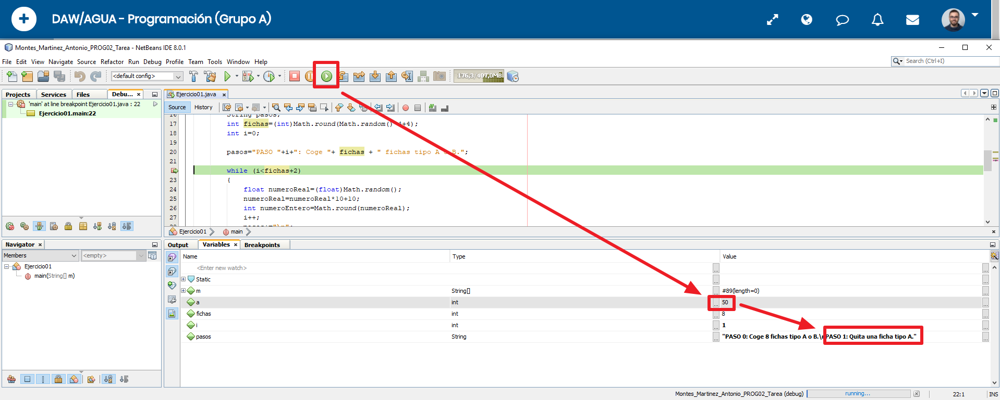 DAW/AGUA - Programación (Grupo A)
Montes_Martinez_Antonio_PROG02_Tarea - NetBeans IDE 8.0.1
File Edit View Navigate Source Refactor Run Debug Profile Team Tools Window Help
Search (Ctrl+I)
<default config>
176,3/407,0MB
Projects Services Files Debu...
'main' at line breakpoint Ejercicio01.java : 22
Ejercicio01.main:22
Ejercicio01.java
Source History
16 String pasos;
17 int fichas=(int)Math.round(Math.random() 4+4);
18 int i=0;
19
20 pasos="PASO "+i+": Coge "+ fichas + " fichas tipo A o B.";
21
while (i<fichas+2)
23 {
24 float numeroReal=(float)Math.random();
25 numeroReal=numeroReal*10+10;
26 int numeroEntero=Math.round(numeroReal);
27 i++;
Ejercicio01 main
Navigator
Members <empty>
Ejercicio01
main(String[] m)
Output Variables Breakpoints
Name Type Value
<Enter new watch>
Static
m String[] #89(length=0)
a int 50
fichas int 8
i int 1
pasos String "PASO 0: Coge 8 fichas tipo A o B.\nPASO 1: Quita una ficha tipo A."
Montes_Martinez_Antonio_PROG02_Tarea (debug) running... 22:1 INS